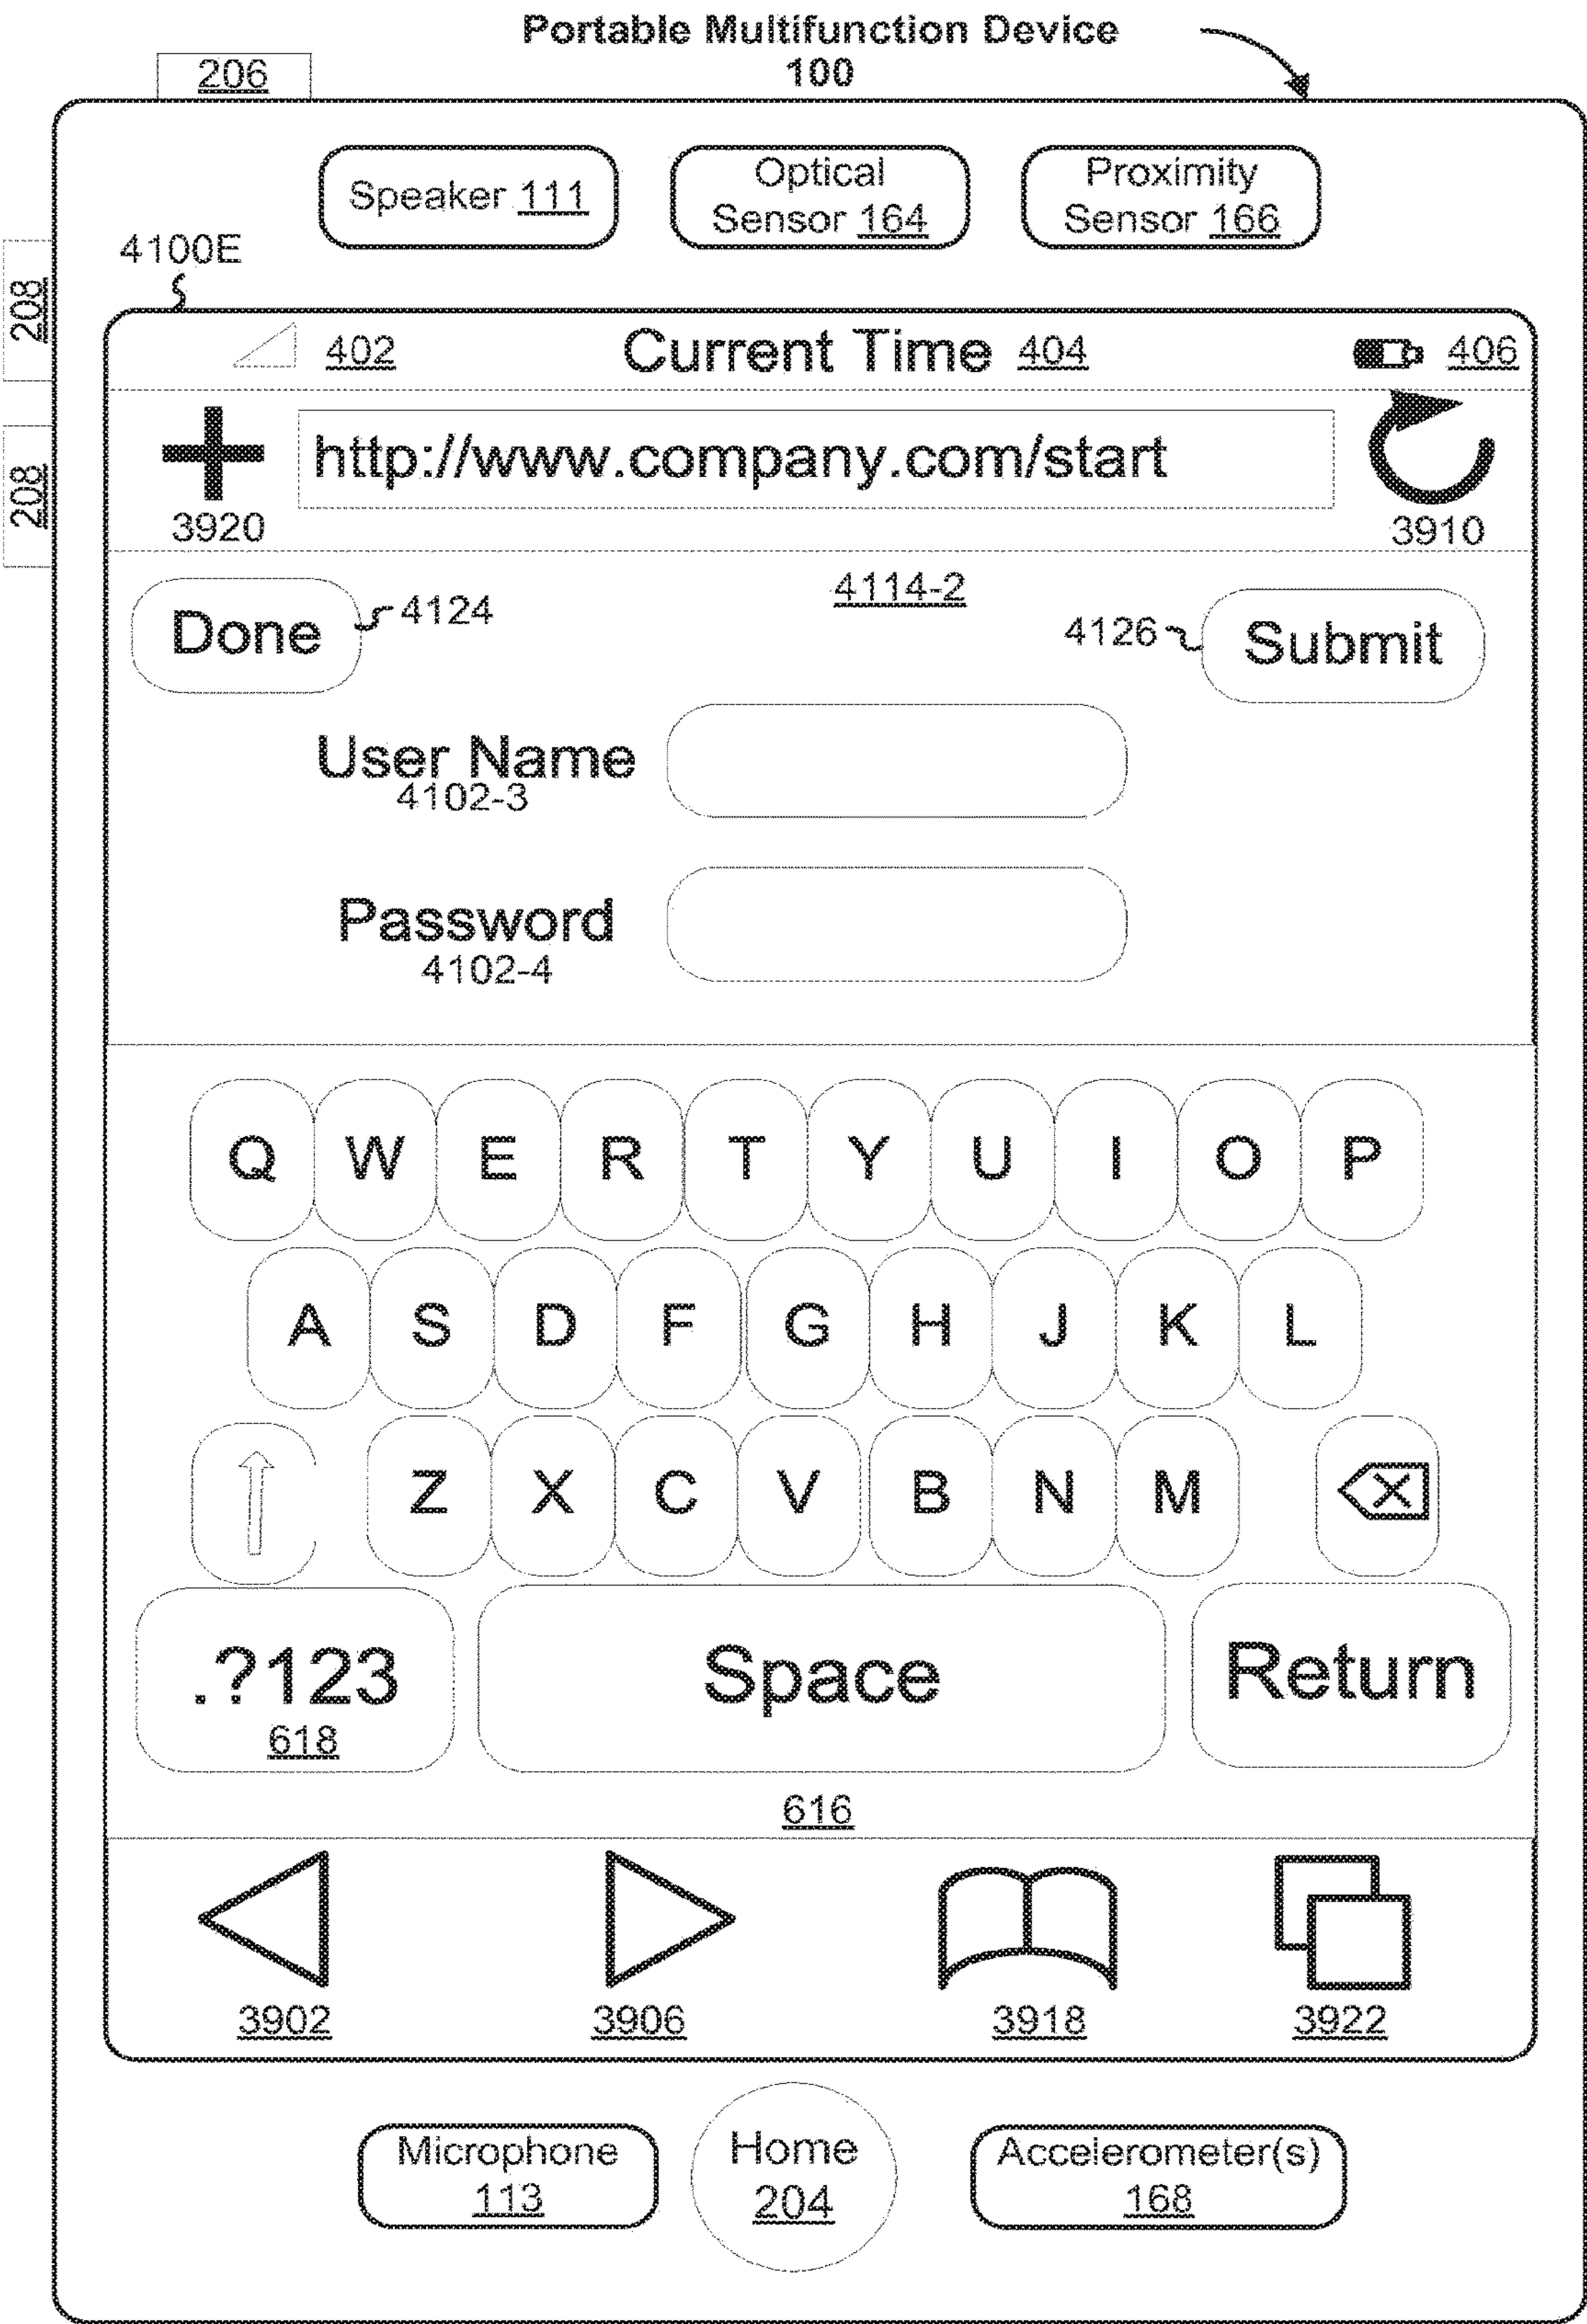 Portable Multifunction Device
100
206
Speaker 111
Optical
Sensor 164
Proximity
Sensor 166
4100E
208
208
402
Current Time 404
406
http://www.company.com/start
3920
3910
Done
4124
4114-2
4126
Submit
User Name
4102-3
Password
4102-4
Q W E R T Y U I O P
A S D F G H J K L
Z X C V B N M
.?123
618
Space
Return
616
3902
3906
3918
3922
Microphone
113
Home
204
Accelerometer(s)
168